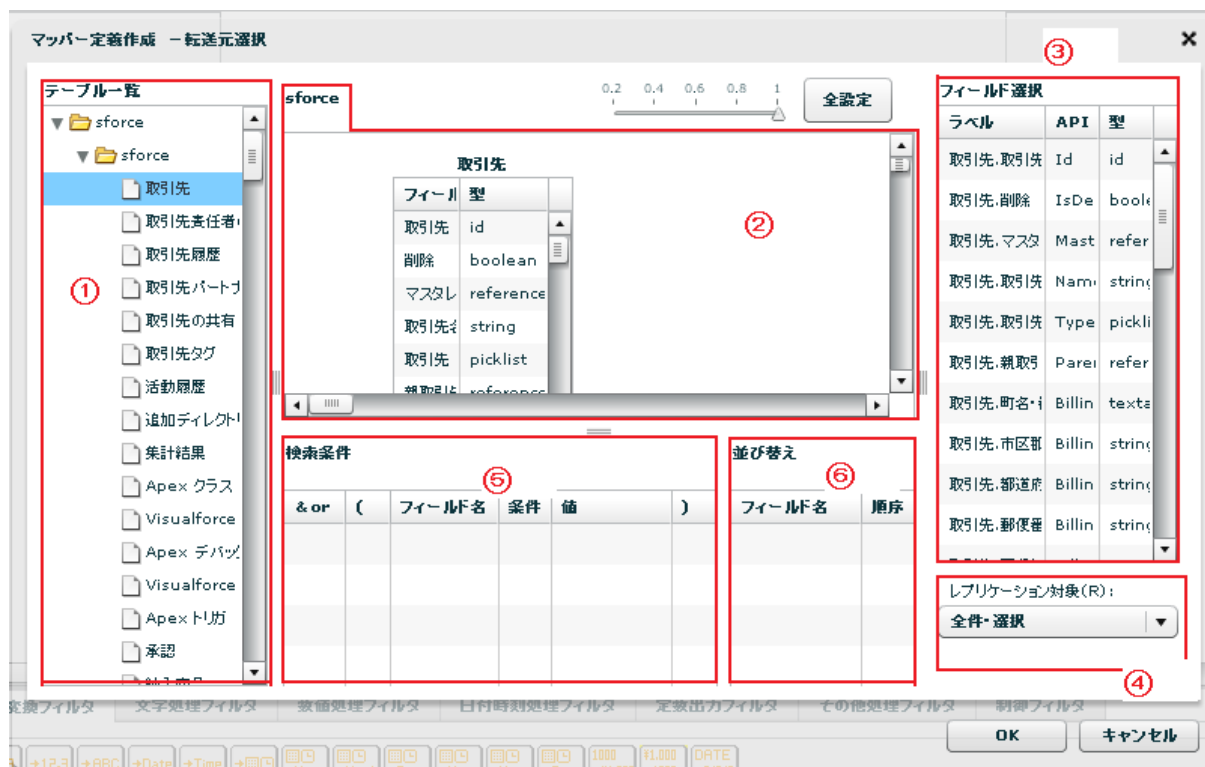 マッパー定義作成 －転送元選択
③
テーブル一覧
sforce
sforce
取引先
取引先責任者
取引先履歴
取引先パートナ
取引先の共有
取引先タグ
活動履歴
追加ディレクトリ
集計結果
Apex クラス
Visualforce
Apex デバッグ
Visualforce
Apex トリガ
承認
①
sforce
0.2 0.4 0.6 0.8 1
全設定
取引先
フィール 型
取引先 id
削除 boolean
マスタレ reference
取引先名 string
取引先 picklist
親取引先 reference
②
フィールド選択
ラベル API 型
取引先.取引先 Id id
取引先.削除 IsDe boole
取引先.マスタ Mast refer
取引先.取引先 Nam string
取引先.取引先 Type pickli
取引先.親取引 Parei refer
取引先.町名・ Billin texta
取引先.市区郡 Billin string
取引先.都道府 Billin string
取引先.郵便番 Billin string
検索条件
⑤
& or ( フィールド名 条件 値 )
並び替え
⑥
フィールド名 順序
レプリケーション対象(R):
全件・選択
④
変換フィルタ 文字処理フィルタ 数値処理フィルタ 日付時刻処理フィルタ 定数出力フィルタ その他処理フィルタ 制御フィルタ
OK キャンセル
→12.3 →ABC →Date →Time 1000 ¥1,000 DATE